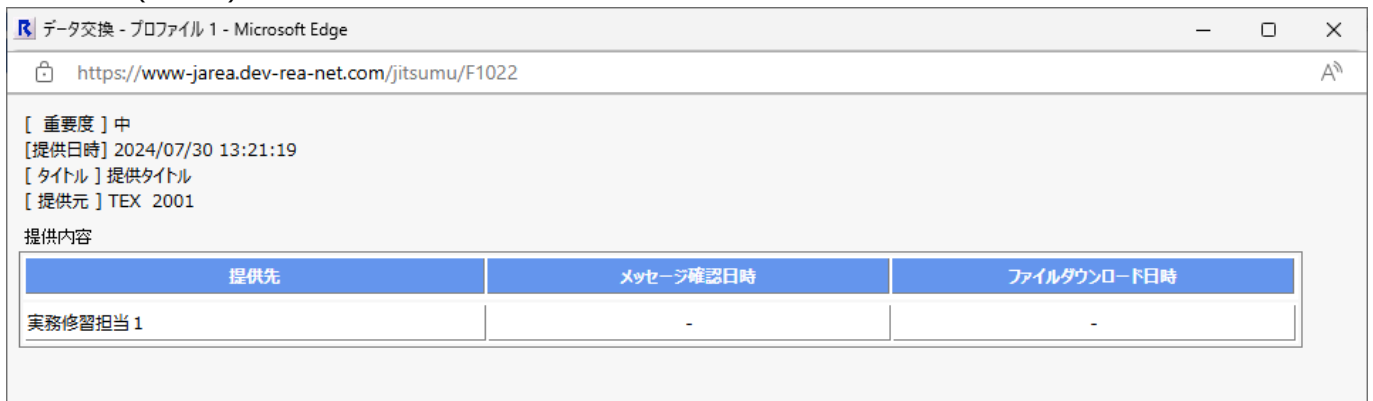 データ交換 - プロファイル 1 - Microsoft Edge
https://www-jarea.dev-rea-net.com/jitsumu/F1022
[ 重要度 ] 中
[提供日時] 2024/07/30 13:21:19
[ タイトル ] 提供タイトル
[ 提供元 ] TEX 2001
提供内容
提供先 メッセージ確認日時 ファイルダウンロード日時
実務修習担当１ - -